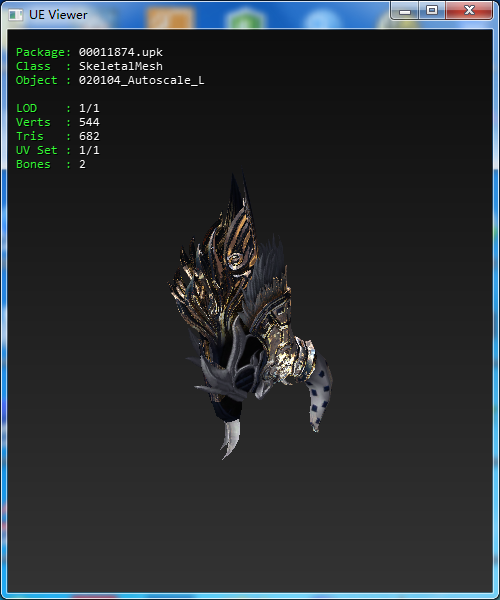 UE Viewer
Package: 00011874.upk
Class : SkeletalMesh
Object : 020104_Autoscale_L
LOD : 1/1
Verts : 544
Tris : 682
UV Set : 1/1
Bones : 2